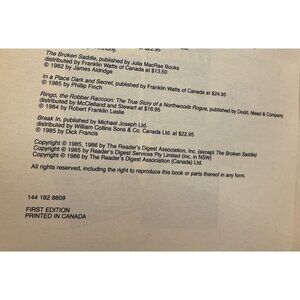 at $22.95
The Broken Saddle, published by Julia MacRae Books
distributed by Franklin Watts of Canada at $13.50
© 1982 by James Aldridge
In a Place Dark and Secret, published by Franklin Watts of Canada at $24.95
© 1985 by Phillip Finch
Ringo, the Robber Raccoon: The True Story of a Northwoods Rogue, published by Dodd, Mead & Company
distributed by McClelland and Stewart at $16.95
© 1984 by Robert Franklin Leslie
Break In, published by Michael Joseph Ltd.
distributed by William Collins Sons & Co. Canada Ltd. at $22.95
© 1985 by Dick Francis
Copyright © 1985, 1986 by The Reader's Digest Association, Inc. (except The Broken Saddle)
Copyright © 1985, 1986 by Reader's Digest Services Pty Limited (Inc. in NSW)
Copyright © 1986 by The Reader's Digest Association (Canada) Ltd.
All rights reserved, including the right to reproduce this book or parts thereof in any form.
144 182 8609
FIRST EDITION
PRINTED IN CANADA